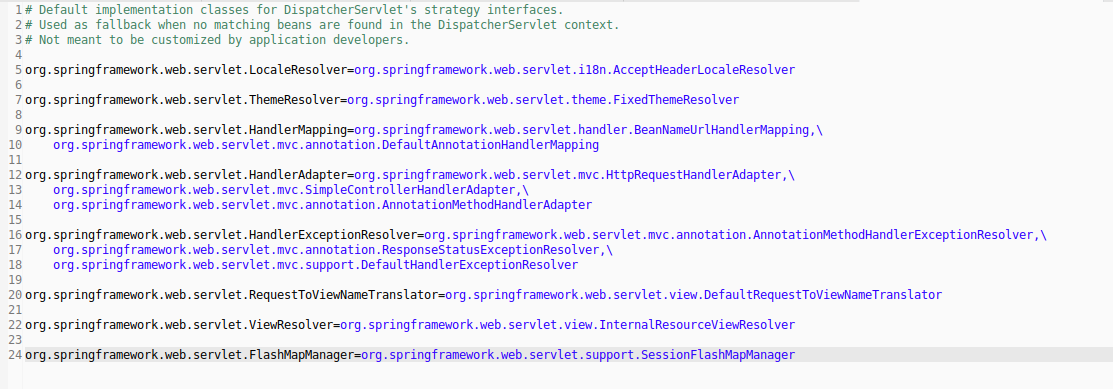 1 # Default implementation classes for DispatcherServlet's strategy interfaces.
2 # Used as fallback when no matching beans are found in the DispatcherServlet context.
3 # Not meant to be customized by application developers.
4
5 org.springframework.web.servlet.LocaleResolver=org.springframework.web.servlet.i18n.AcceptHeaderLocaleResolver
6
7 org.springframework.web.servlet.ThemeResolver=org.springframework.web.servlet.theme.FixedThemeResolver
8
9 org.springframework.web.servlet.HandlerMapping=org.springframework.web.servlet.handler.BeanNameUrlHandlerMapping,\
10     org.springframework.web.servlet.mvc.annotation.DefaultAnnotationHandlerMapping
11
12 org.springframework.web.servlet.HandlerAdapter=org.springframework.web.servlet.mvc.HttpRequestHandlerAdapter,\
13     org.springframework.web.servlet.mvc.SimpleControllerHandlerAdapter,\
14     org.springframework.web.servlet.mvc.annotation.AnnotationMethodHandlerAdapter
15
16 org.springframework.web.servlet.HandlerExceptionResolver=org.springframework.web.servlet.mvc.annotation.AnnotationMethodHandlerExceptionResolver,\
17     org.springframework.web.servlet.mvc.annotation.ResponseStatusExceptionResolver,\
18     org.springframework.web.servlet.mvc.support.DefaultHandlerExceptionResolver
19
20 org.springframework.web.servlet.RequestToViewNameTranslator=org.springframework.web.servlet.view.DefaultRequestToViewNameTranslator
21
22 org.springframework.web.servlet.ViewResolver=org.springframework.web.servlet.view.InternalResourceViewResolver
23
24 org.springframework.web.servlet.FlashMapManager=org.springframework.web.servlet.support.SessionFlashMapManager